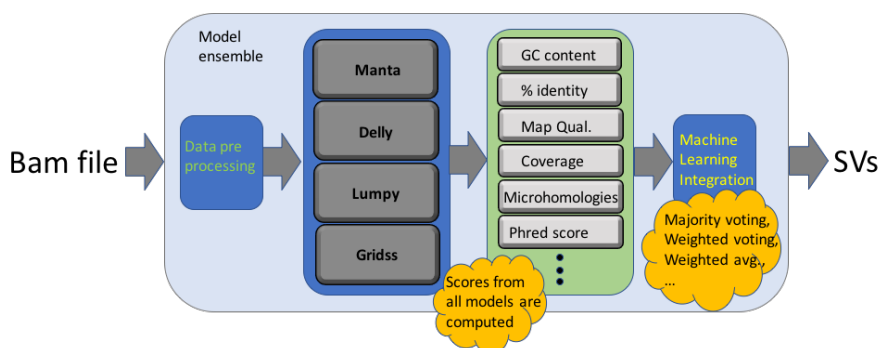 Model
ensemble
Bam file
Data pre
processing
Manta
Delly
Lumpy
Gridss
GC content
% identity
Map Qual.
Coverage
Microhomologies
Phred score
Scores from
all models are
computed
Machine
Learning
Integration
Majority voting,
Weighted voting,
Weighted avg.,
...
SVs